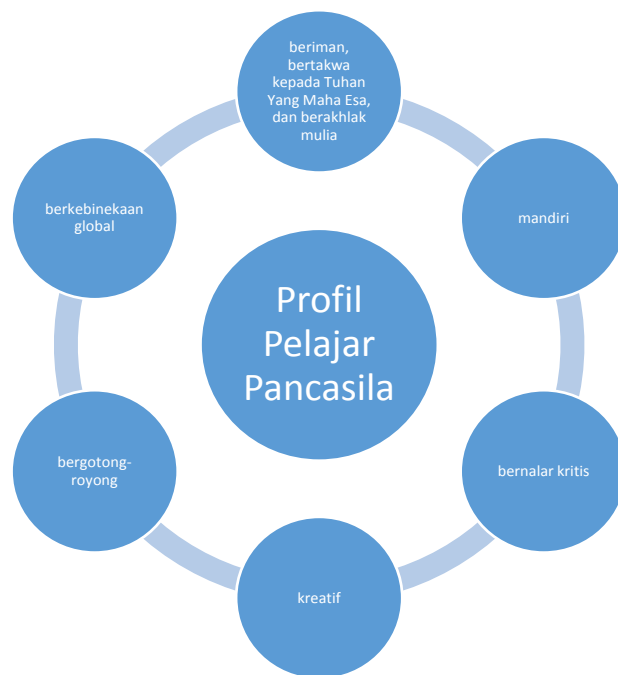 beriman,
bertakwa
kepada Tuhan
Yang Maha Esa,
dan berakhlak
mulia
mandiri
bernalar kritis
kreatif
bergotong-
royong
berkebinekaan
global
Profil
Pelajar
Pancasila